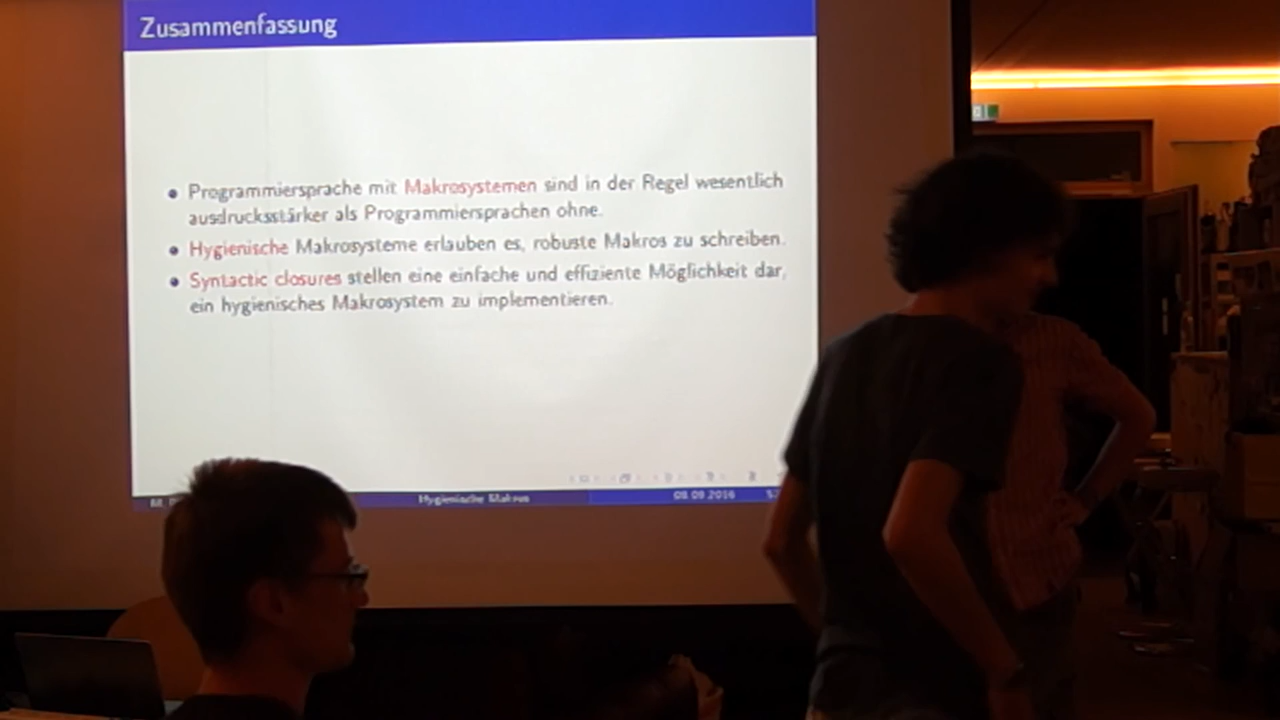 Zusammenfassung
Programmiersprache mit Makrosystemen sind in der Regel wesentlich
ausdrucksstärker als Programmiersprachen ohne.
Hygienische Makrosysteme erlauben es, robuste Makros zu schreiben.
Syntactic closures stellen eine einfache und effiziente Möglichkeit dar,
ein hygienisches Makrosystem zu implementieren.
Hygienische Makros 08.09.2016